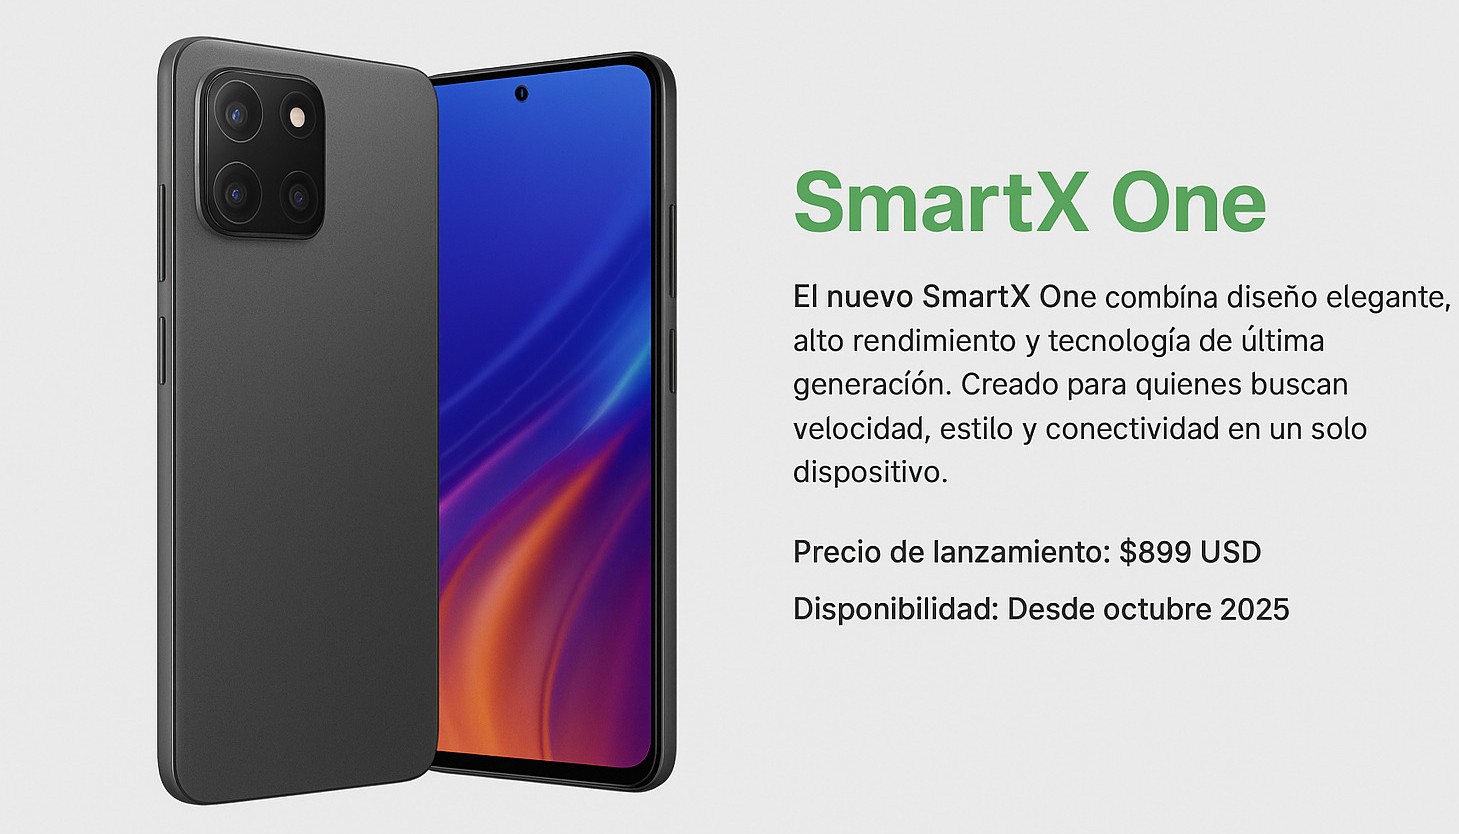 SmartX One
El nuevo SmartX One combína diseño elegante,
alto rendimiento y tecnología de última
generacíón. Creado para quienes buscan
velocidad, estilo y conectividad en un solo
dispositivo.
Precio de lanzamiento: $899 USD
Disponibilidad: Desde octubre 2025